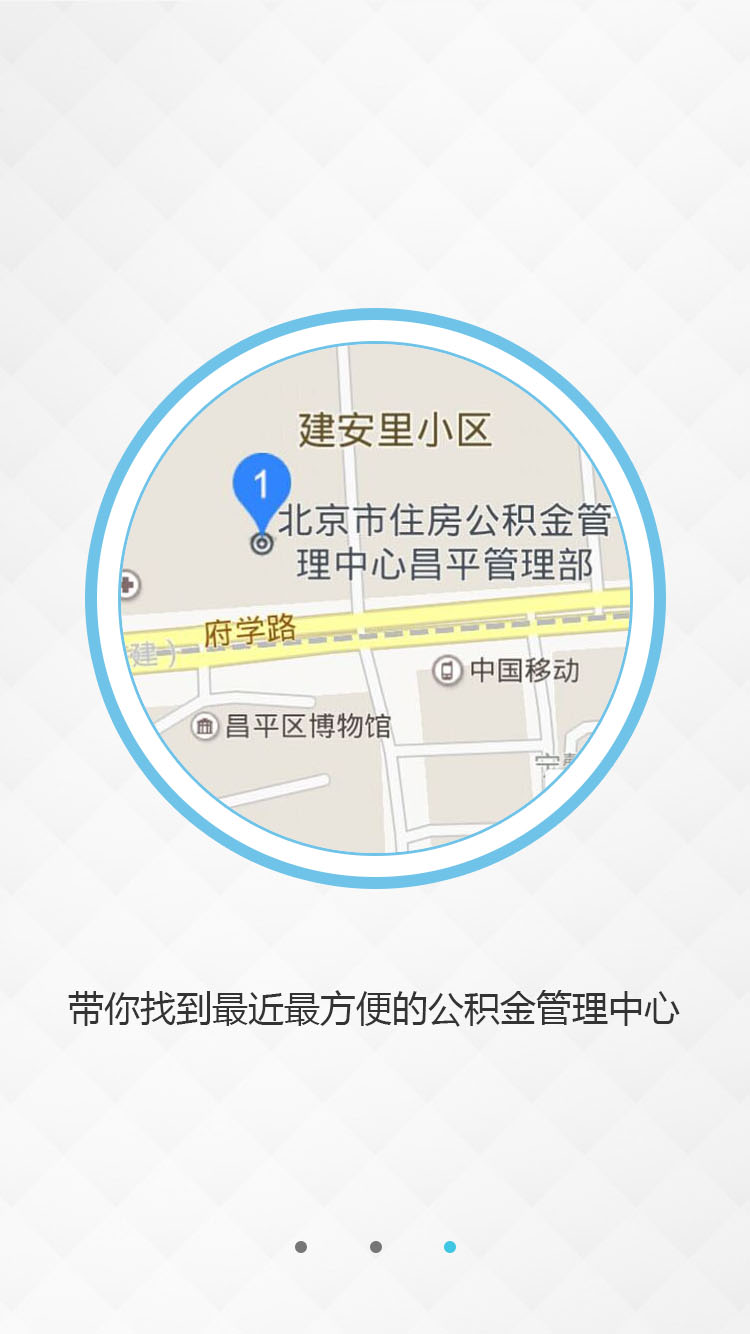 建安里小区
1
北京市住房公积金管
理中心昌平管理部
府学路
建）
中国移动
昌平区博物馆
带你找到最近最方便的公积金管理中心